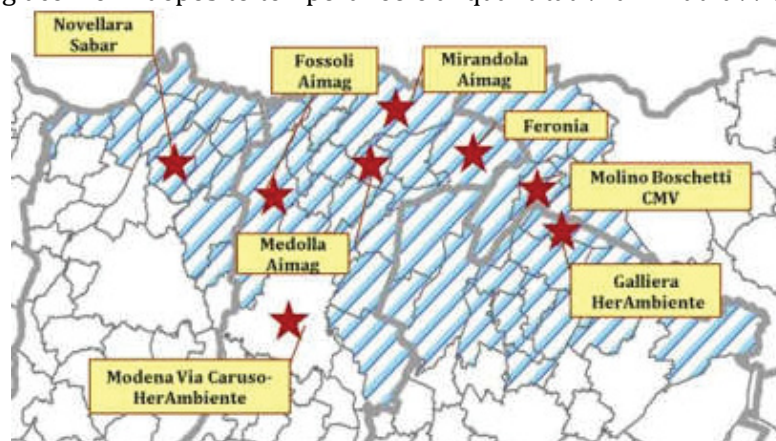 Novellara
Sabar
Fossoli
Aimag
Mirandola
Aimag
Feronia
Molino Boschetti
CMV
Medolla
Aimag
Galliera
HerAmbiente
Modena Via Caruso-
HerAmbiente